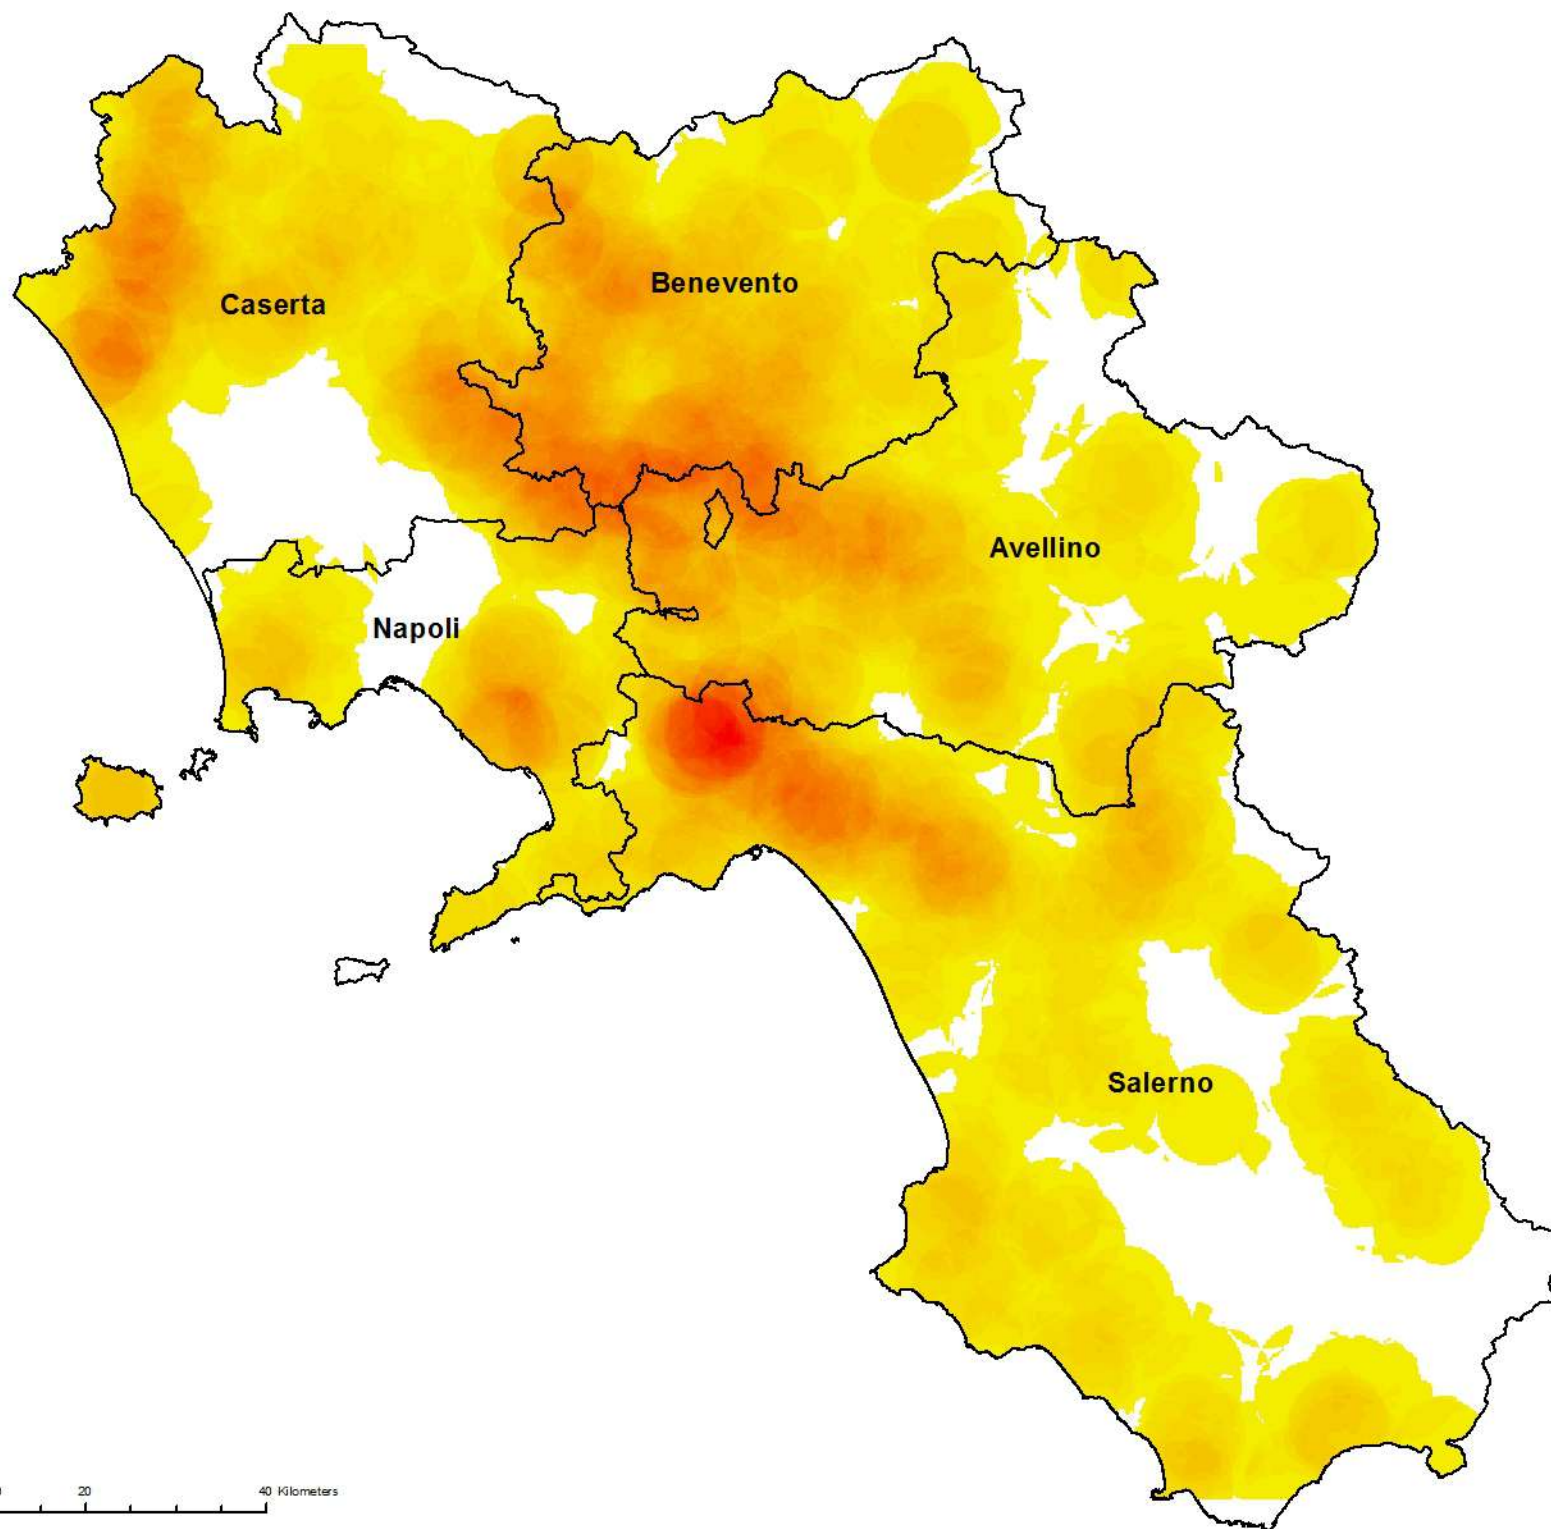 Benevento
Caserta
Avellino
Napoli
Salerno
0 20 40 Kilometers